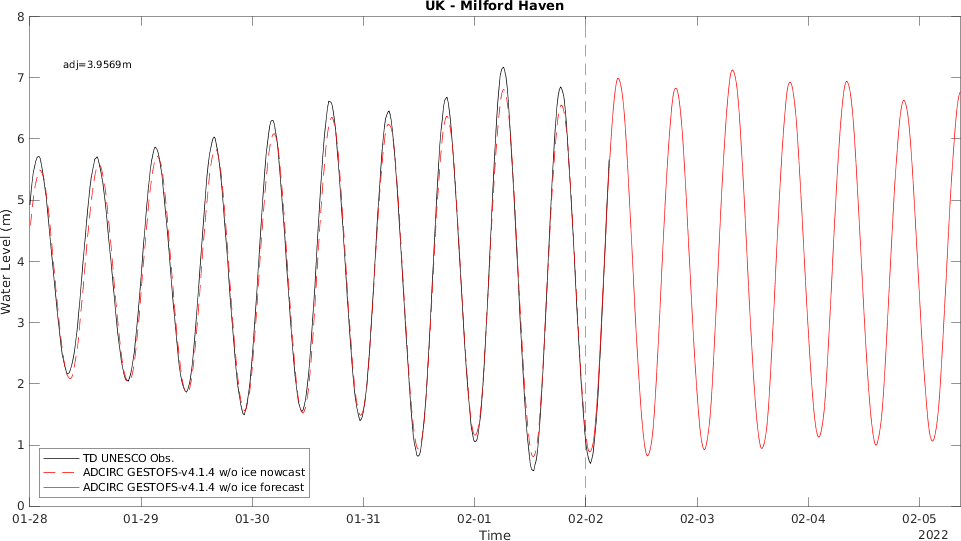 UK - Milford Haven
8
adj=3.9569m
7
6
5
4
3
2
1
0
Water Level (m)
TD UNESCO Obs.
ADCIRC GESTOFS-v4.1.4 w/o ice nowcast
ADCIRC GESTOFS-v4.1.4 w/o ice forecast
01-28 01-29 01-30 01-31 02-01 02-02 02-03 02-04 02-05
Time
2022